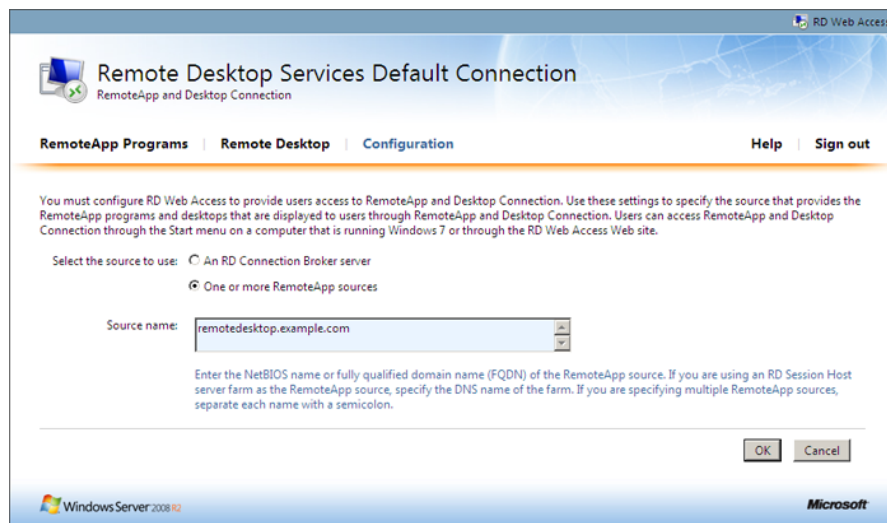 RD Web Access
Remote Desktop Services Default Connection
RemoteApp and Desktop Connection
RemoteApp Programs | Remote Desktop | Configuration Help | Sign out
You must configure RD Web Access to provide users access to RemoteApp and Desktop Connection. Use these settings to specify the source that provides the
RemoteApp programs and desktops that are displayed to users through RemoteApp and Desktop Connection. Users can access RemoteApp and Desktop
Connection through the Start menu on a computer that is running Windows 7 or through the RD Web Access Web site.
Select the source to use: An RD Connection Broker server
One or more RemoteApp sources
Source name: remotedesktop.example.com
Enter the NetBIOS name or fully qualified domain name (FQDN) of the RemoteApp source. If you are using an RD Session Host
server farm as the RemoteApp source, specify the DNS name of the farm. If you are specifying multiple RemoteApp sources,
separate each name with a semicolon.
OK Cancel
Windows Server 2008 R2 Microsoft